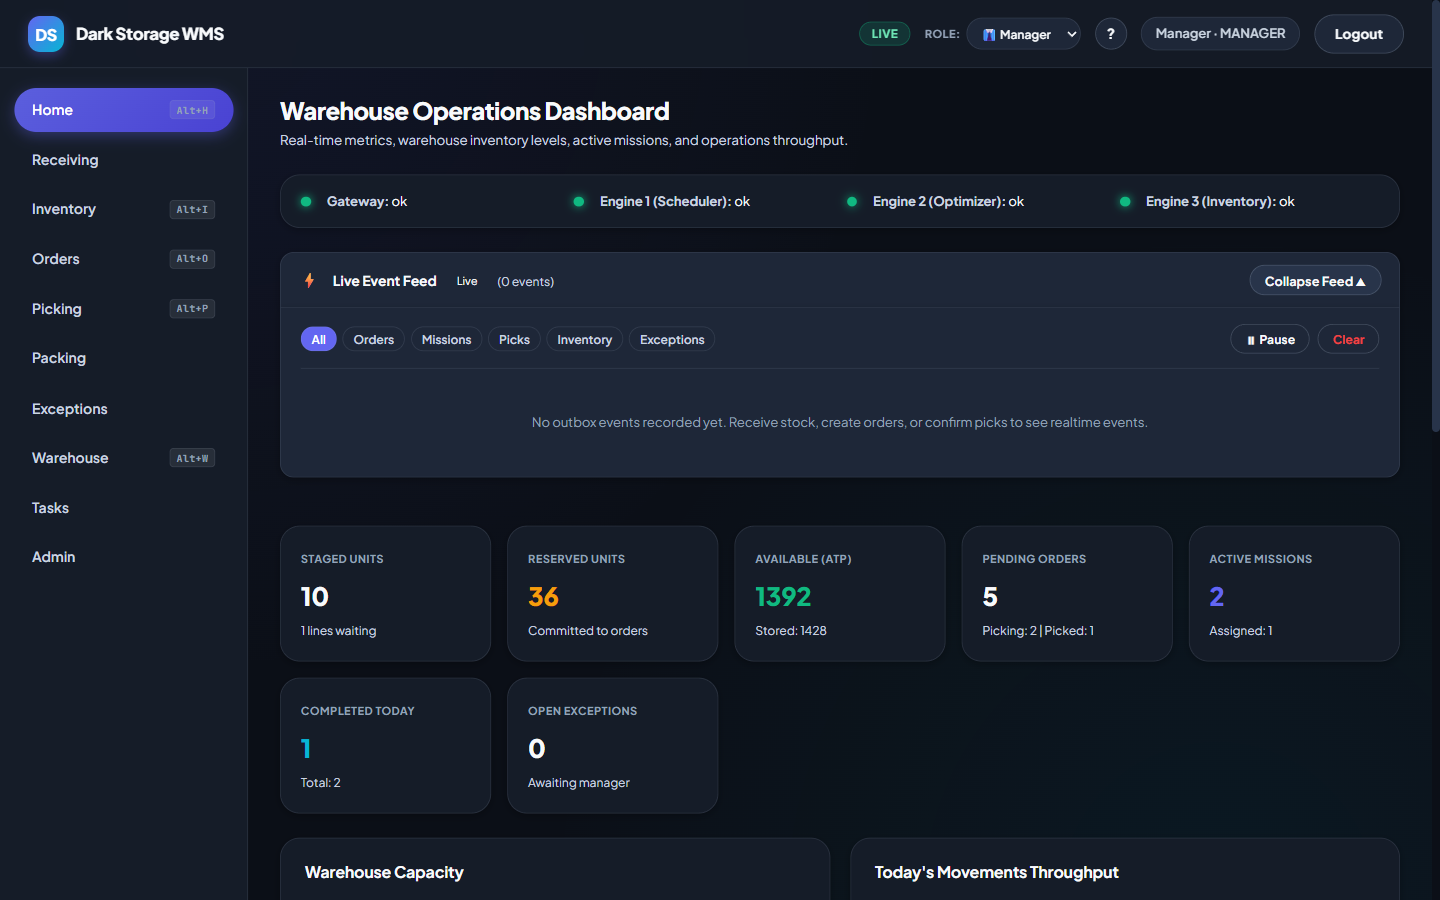 DS Dark Storage WMS
LIVE ROLE: Manager ? Manager · MANAGER Logout
Home Alt+H
Receiving
Inventory Alt+I
Orders Alt+O
Picking Alt+P
Packing
Exceptions
Warehouse Alt+W
Tasks
Admin
Warehouse Operations Dashboard
Real-time metrics, warehouse inventory levels, active missions, and operations throughput.
Gateway: ok Engine 1 (Scheduler): ok Engine 2 (Optimizer): ok Engine 3 (Inventory): ok
Live Event Feed Live (0 events) Collapse Feed ▲
All Orders Missions Picks Inventory Exceptions Pause Clear
No outbox events recorded yet. Receive stock, create orders, or confirm picks to see realtime events.
STAGED UNITS
10
1 lines waiting
RESERVED UNITS
36
Committed to orders
AVAILABLE (ATP)
1392
Stored: 1428
PENDING ORDERS
5
Picking: 2 | Picked: 1
ACTIVE MISSIONS
2
Assigned: 1
COMPLETED TODAY
1
Total: 2
OPEN EXCEPTIONS
0
Awaiting manager
Warehouse Capacity
Today's Movements Throughput